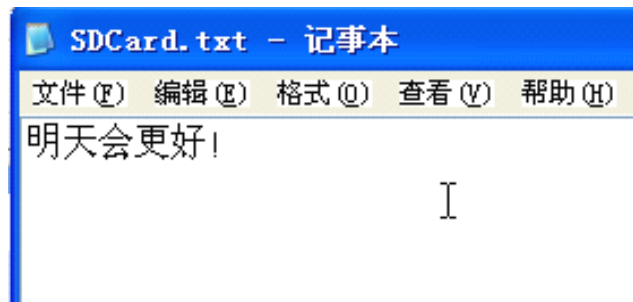 SDCard.txt - 记事本
文件(F) 编辑(E) 格式(O) 查看(V) 帮助(H)
明天会更好!